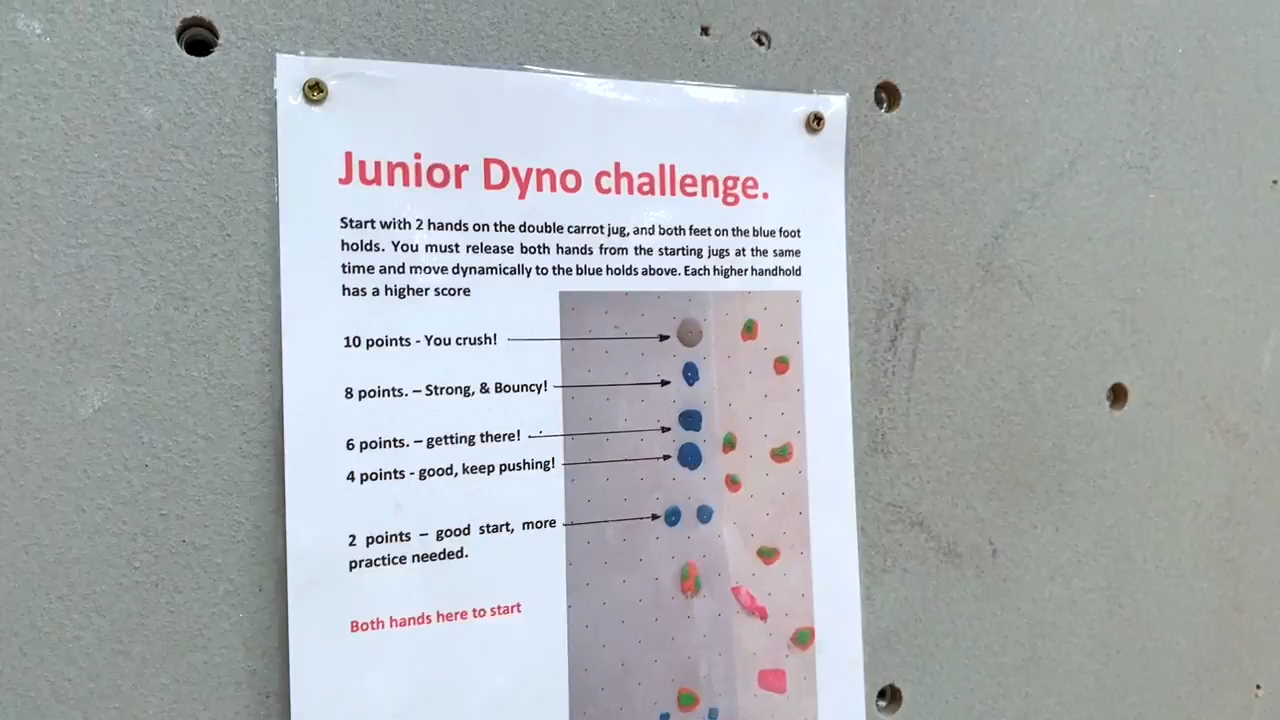 Junior Dyno challenge.
Start with 2 hands on the double carrot jug, and both feet on the blue foot
holds. You must release both hands from the starting jugs at the same
time and move dynamically to the blue holds above. Each higher handhold
has a higher score
10 points - You crush!
8 points. – Strong, & Bouncy!
6 points. – getting there!
4 points - good, keep pushing!
2 points – good start, more
practice needed.
Both hands here to start